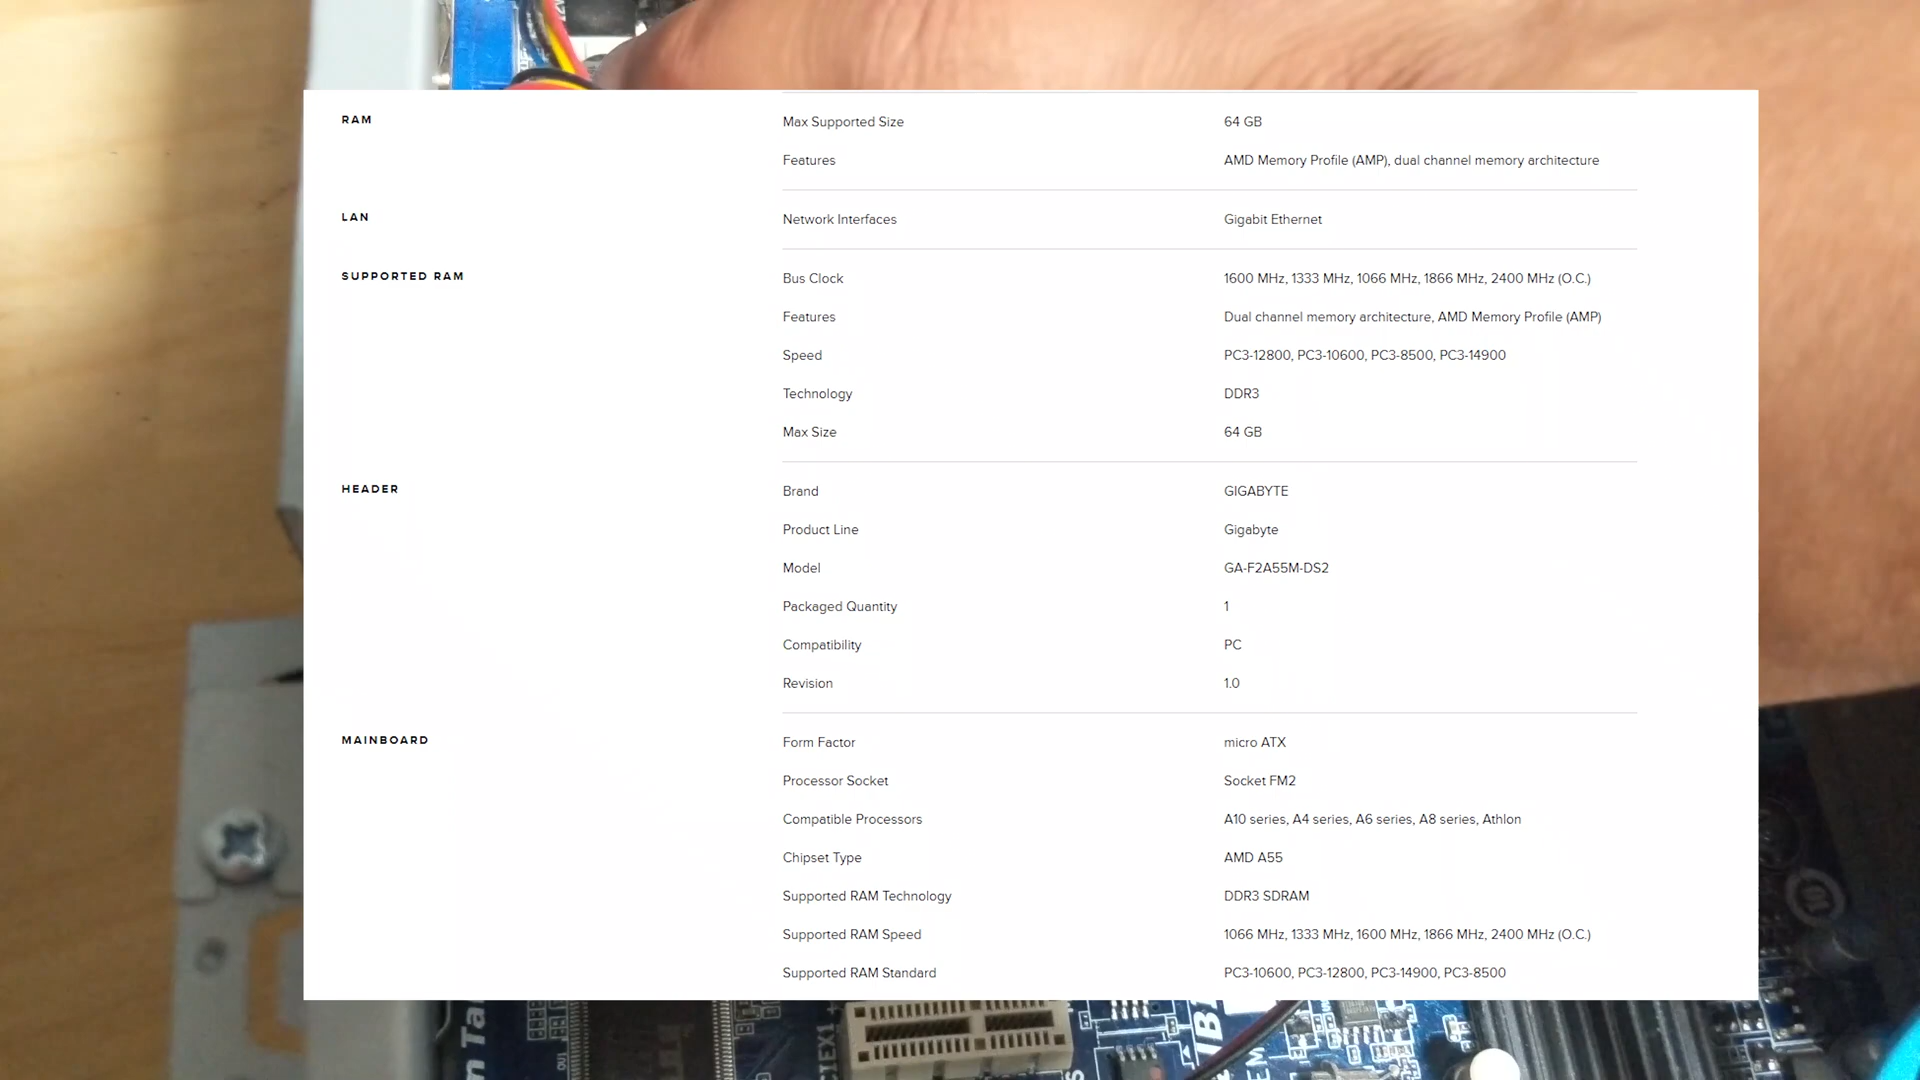 RAM
Max Supported Size 64 GB
Features AMD Memory Profile (AMP), dual channel memory architecture
LAN
Network Interfaces Gigabit Ethernet
SUPPORTED RAM
Bus Clock 1600 MHz, 1333 MHz, 1066 MHz, 1866 MHz, 2400 MHz (O.C.)
Features Dual channel memory architecture, AMD Memory Profile (AMP)
Speed PC3-12800, PC3-10600, PC3-8500, PC3-14900
Technology DDR3
Max Size 64 GB
HEADER
Brand GIGABYTE
Product Line Gigabyte
Model GA-F2A55M-DS2
Packaged Quantity 1
Compatibility PC
Revision 1.0
MAINBOARD
Form Factor micro ATX
Processor Socket Socket FM2
Compatible Processors A10 series, A4 series, A6 series, A8 series, Athlon
Chipset Type AMD A55
Supported RAM Technology DDR3 SDRAM
Supported RAM Speed 1066 MHz, 1333 MHz, 1600 MHz, 1866 MHz, 2400 MHz (O.C.)
Supported RAM Standard PC3-10600, PC3-12800, PC3-14900, PC3-8500